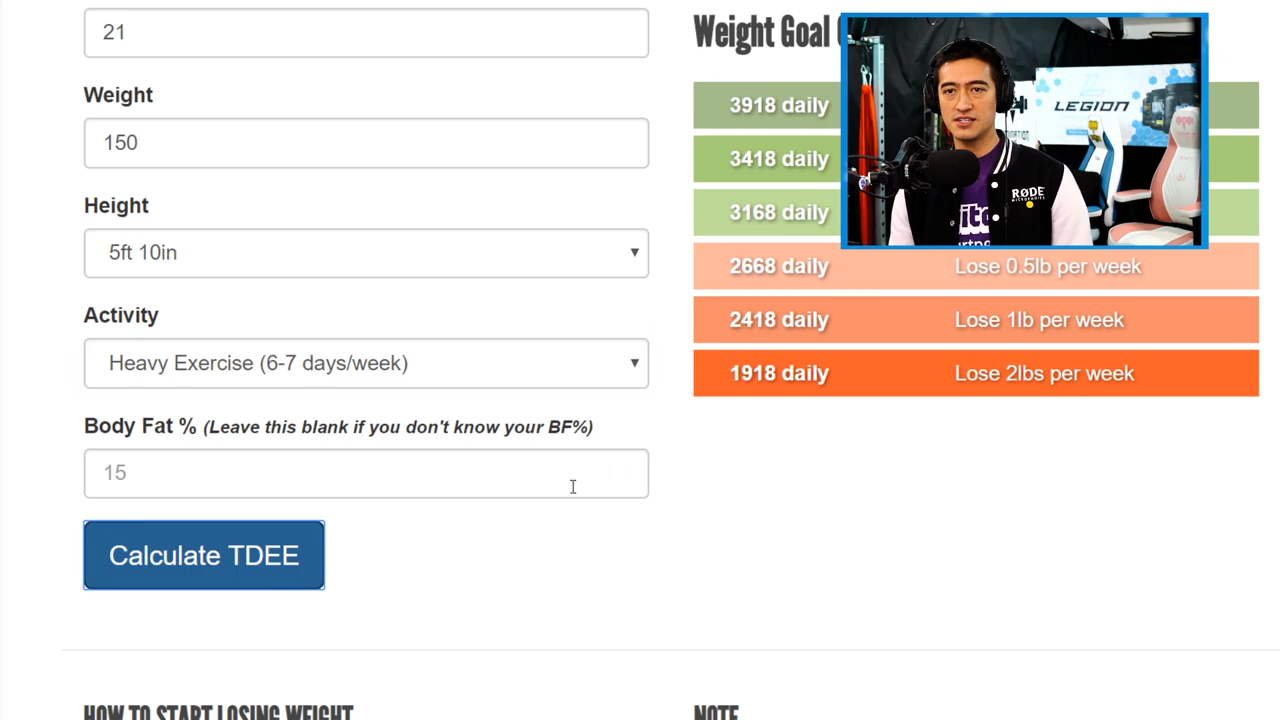 21
Weight
150
Height
5ft 10in
Activity
Heavy Exercise (6-7 days/week)
Body Fat % (Leave this blank if you don't know your BF%)
15
Calculate TDEE
HOW TO START LOSING WEIGHT
Weight Goal
3918 daily
3418 daily
3168 daily
2668 daily Lose 0.5lb per week
2418 daily Lose 1lb per week
1918 daily Lose 2lbs per week
NOTE
LEGION
RØDE
MICROPHONES